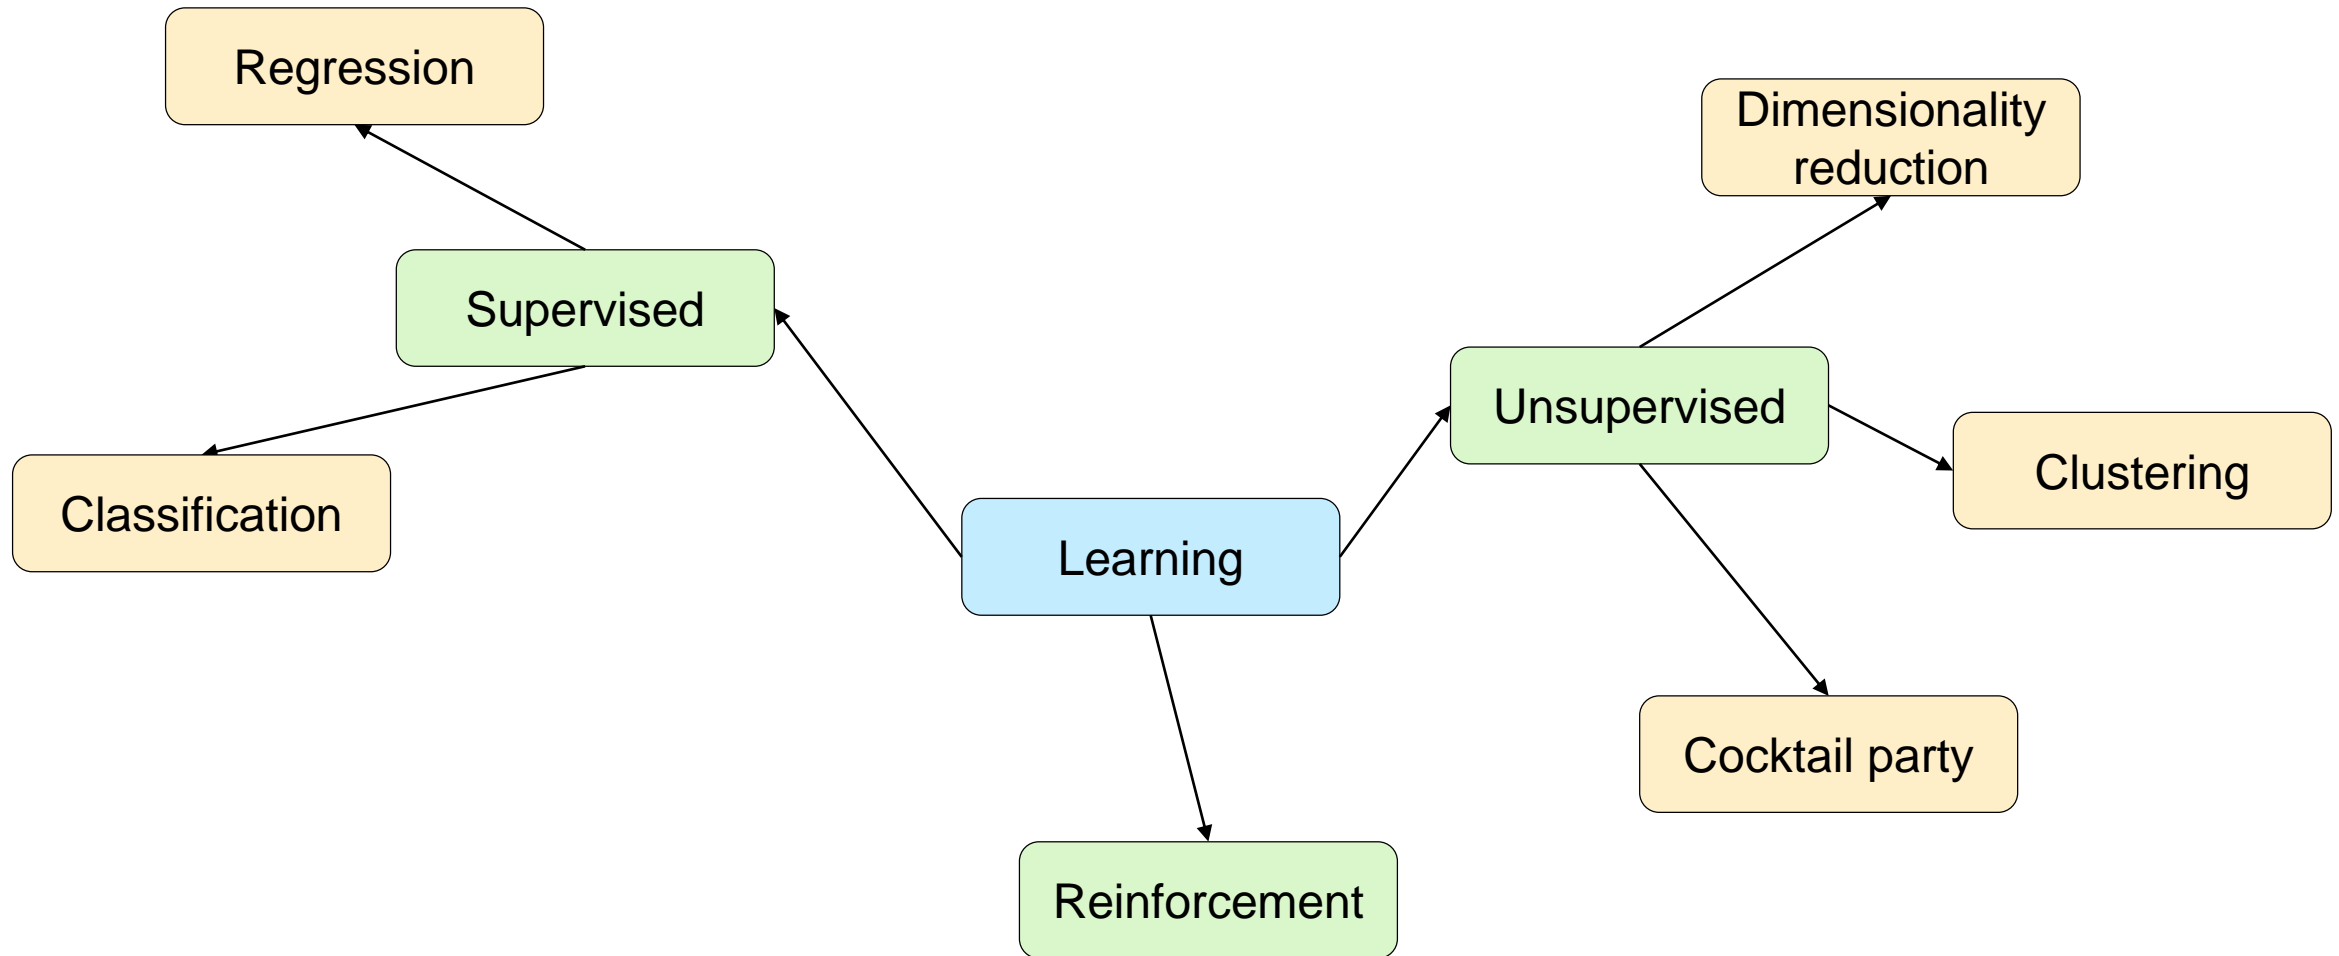 Regression
Dimensionality
reduction
Supervised
Unsupervised
Clustering
Classification
Learning
Cocktail party
Reinforcement